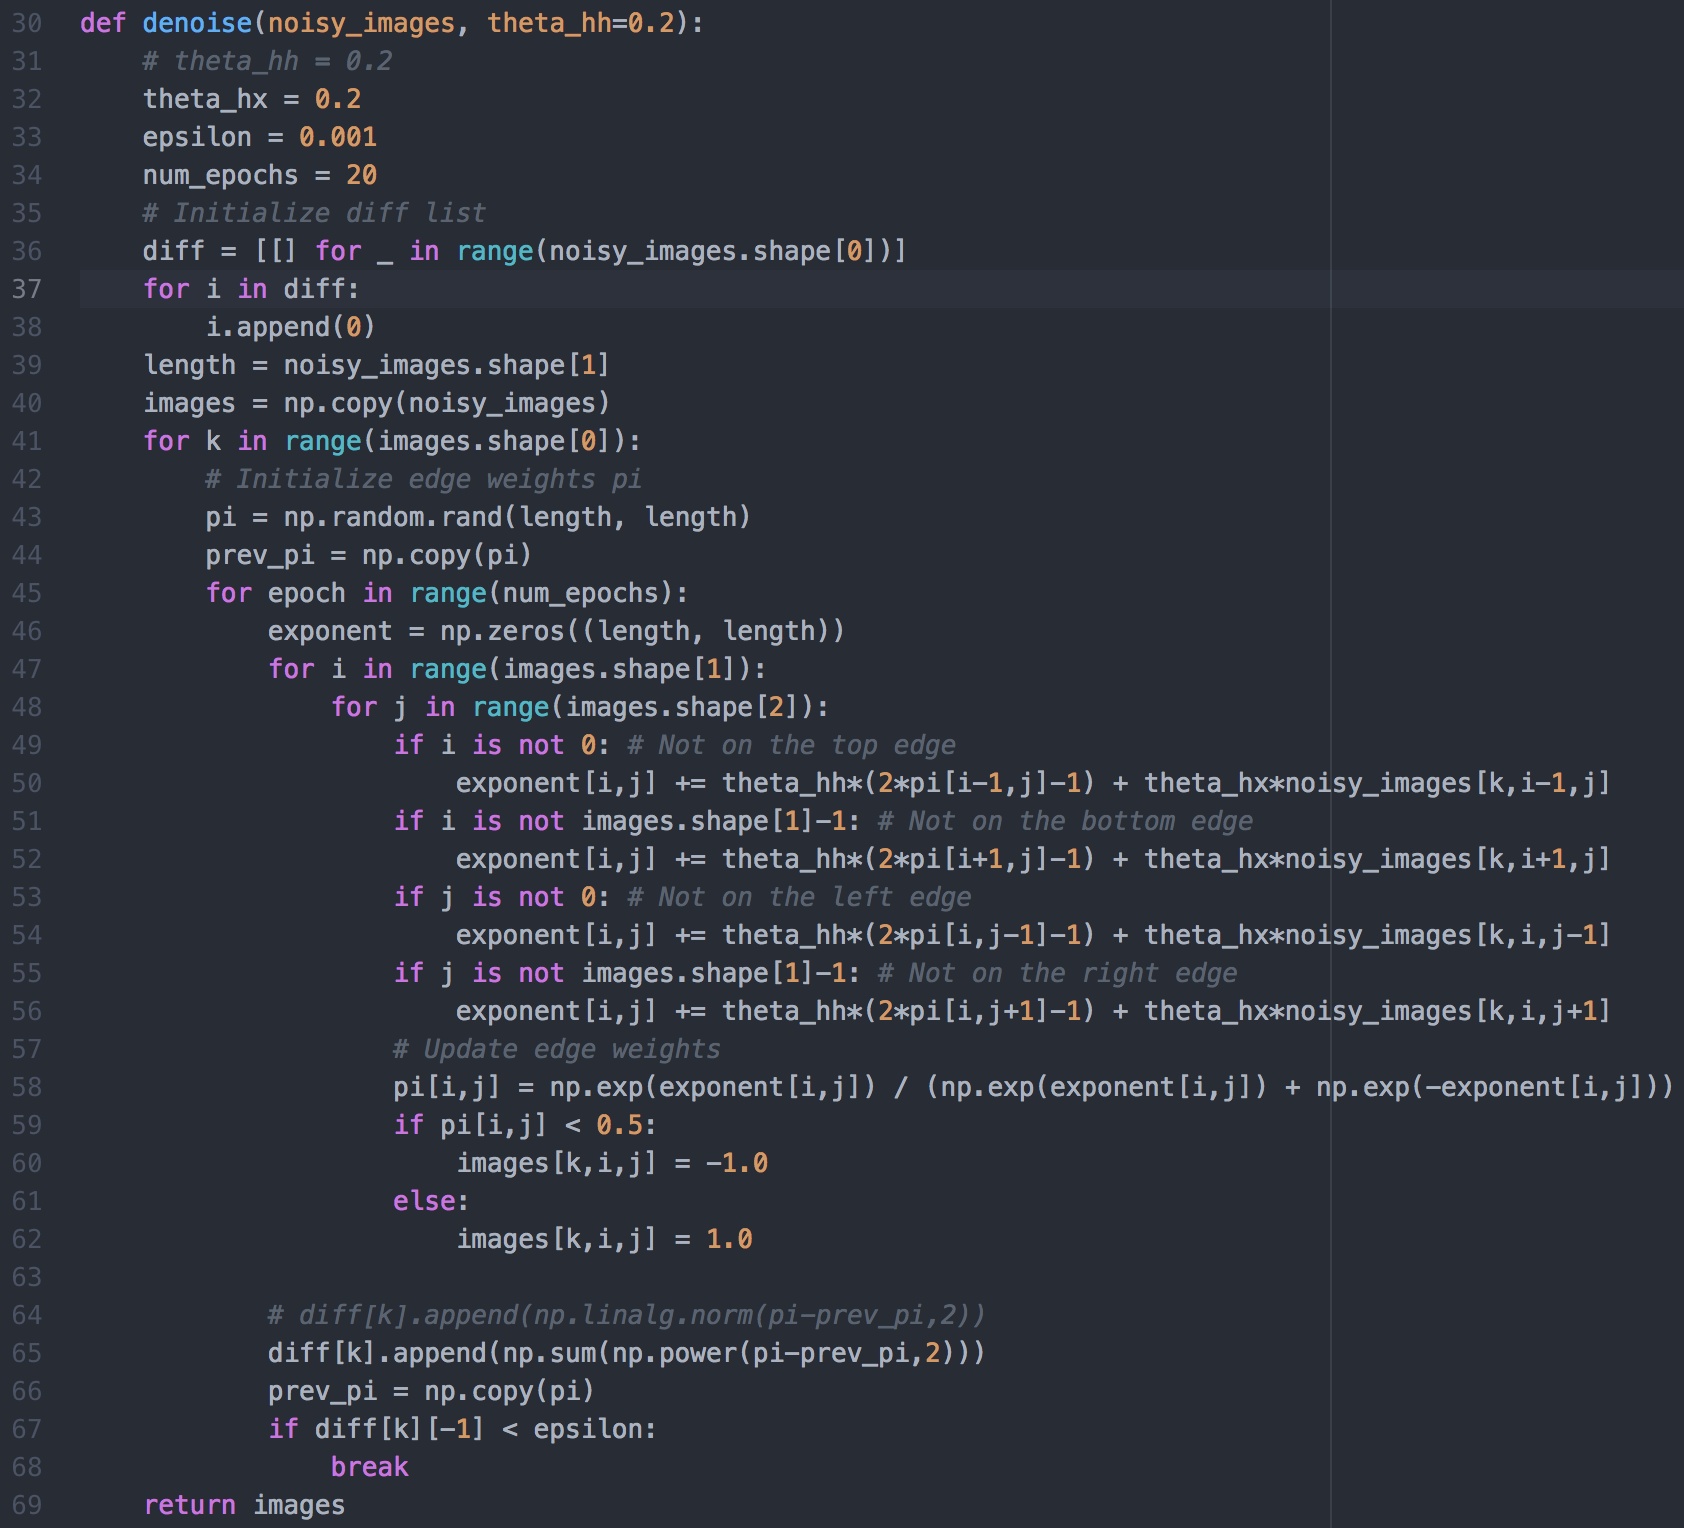 30 def denoise(noisy_images, theta_hh=0.2):
31     # theta_hh = 0.2
32     theta_hx = 0.2
33     epsilon = 0.001
34     num_epochs = 20
35     # Initialize diff list
36     diff = [[] for _ in range(noisy_images.shape[0])]
37     for i in diff:
38         i.append(0)
39     length = noisy_images.shape[1]
40     images = np.copy(noisy_images)
41     for k in range(images.shape[0]):
42         # Initialize edge weights pi
43         pi = np.random.rand(length, length)
44         prev_pi = np.copy(pi)
45         for epoch in range(num_epochs):
46             exponent = np.zeros((length, length))
47             for i in range(images.shape[1]):
48                 for j in range(images.shape[2]):
49                     if i is not 0: # Not on the top edge
50                         exponent[i,j] += theta_hh*(2*pi[i-1,j]-1) + theta_hx*noisy_images[k,i-1,j]
51                     if i is not images.shape[1]-1: # Not on the bottom edge
52                         exponent[i,j] += theta_hh*(2*pi[i+1,j]-1) + theta_hx*noisy_images[k,i+1,j]
53                     if j is not 0: # Not on the left edge
54                         exponent[i,j] += theta_hh*(2*pi[i,j-1]-1) + theta_hx*noisy_images[k,i,j-1]
55                     if j is not images.shape[1]-1: # Not on the right edge
56                         exponent[i,j] += theta_hh*(2*pi[i,j+1]-1) + theta_hx*noisy_images[k,i,j+1]
57                     # Update edge weights
58                     pi[i,j] = np.exp(exponent[i,j]) / (np.exp(exponent[i,j]) + np.exp(-exponent[i,j]))
59                     if pi[i,j] < 0.5:
60                         images[k,i,j] = -1.0
61                     else:
62                         images[k,i,j] = 1.0
63
64             # diff[k].append(np.linalg.norm(pi-prev_pi,2))
65             diff[k].append(np.sum(np.power(pi-prev_pi,2)))
66             prev_pi = np.copy(pi)
67             if diff[k][-1] < epsilon:
68                 break
69     return images